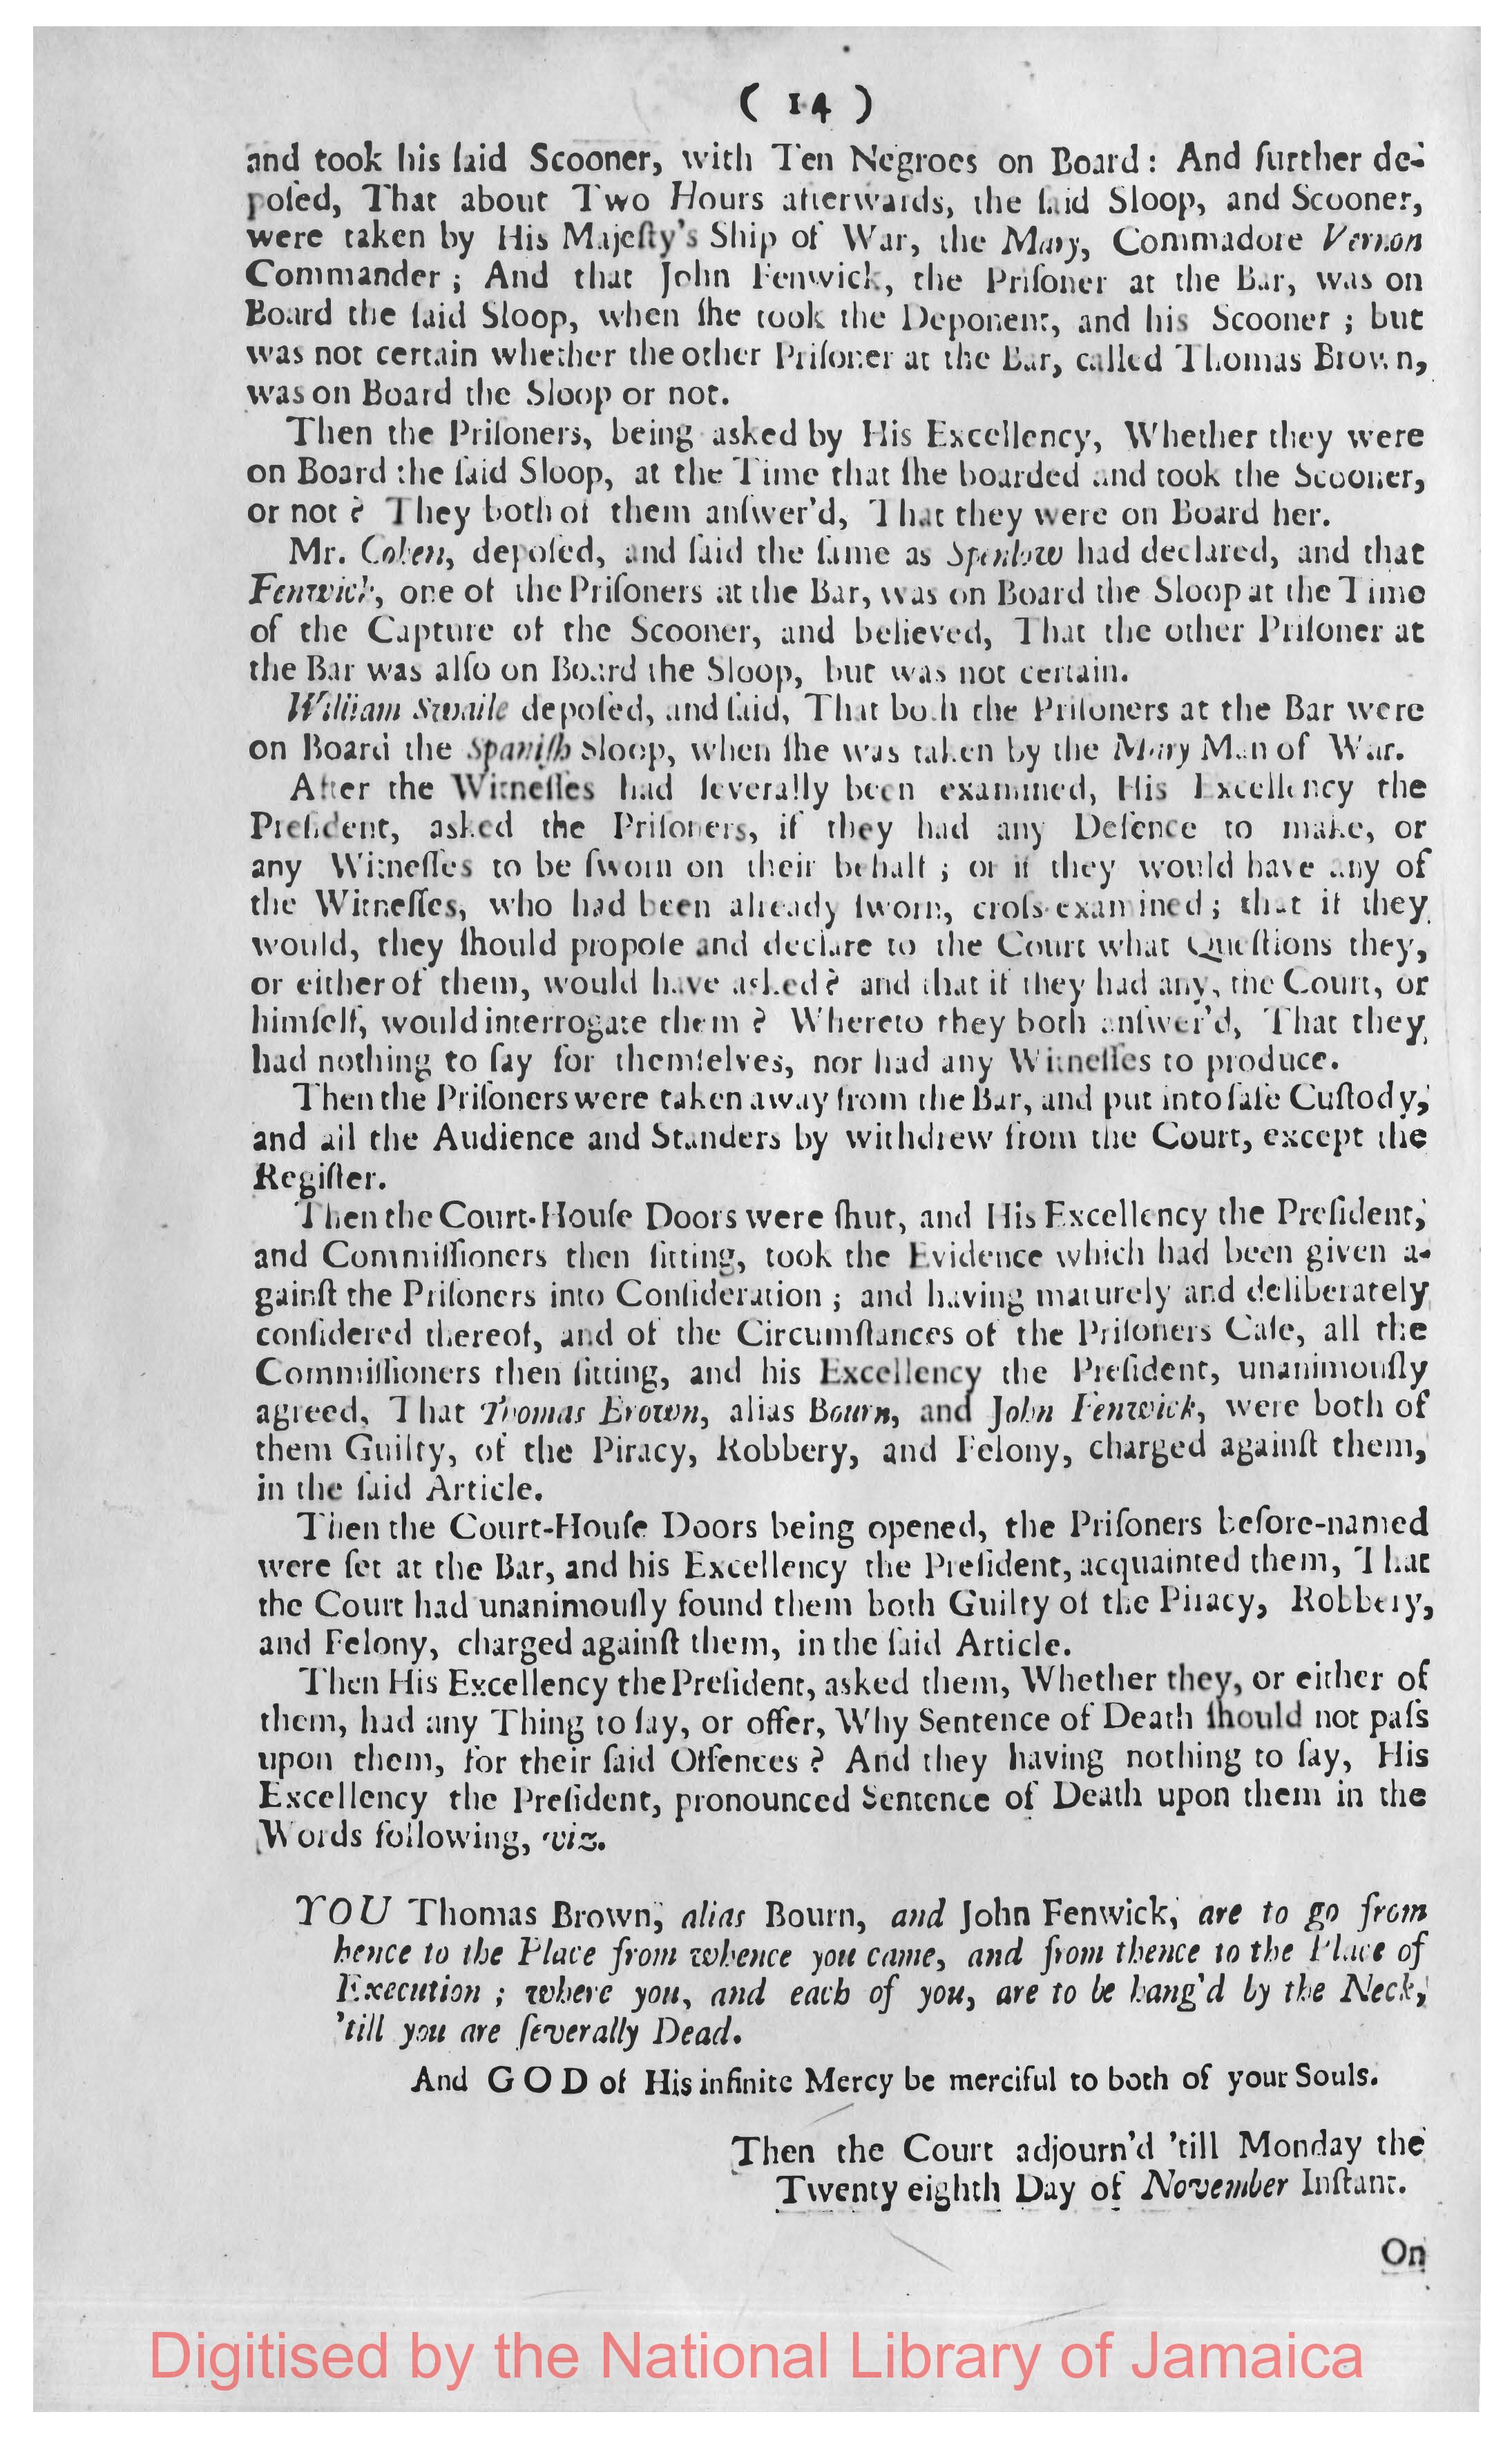 ( 14 )
and took his ſaid Scooner, with Ten Negroes on Board: And further de-
poſed, That about Two Hours afterwards, the ſaid Sloop, and Scooner,
were taken by His Majeſty's Ship of War, the Mary, Commadore Vernon
Commander; And that John Fenwick, the Priſoner at the Bar, was on
Board the ſaid Sloop, when ſhe took the Deponent, and his Scooner; but
was not certain whether the other Priſoner at the Bar, called Thomas Brown,
was on Board the Sloop or not.
Then the Priſoners, being asked by His Excellency, Whether they were
on Board the ſaid Sloop, at the Time that ſhe boarded and took the Scooner,
or not? They both of them anſwer'd, That they were on Board her.
Mr. Cohen, depoſed, and ſaid the ſame as Spenlow had declared, and that
Fenwick, one of the Priſoners at the Bar, was on Board the Sloop at the Time
of the Capture of the Scooner, and believed, That the other Priſoner at
the Bar was alſo on Board the Sloop, but was not certain.
William Swaile depoſed, and ſaid, That both the Priſoners at the Bar were
on Board the Spaniſh Sloop, when ſhe was taken by the Mary Man of War.
After the Witneſſes had ſeverally been examined, His Excellency the
Preſident, asked the Priſoners, if they had any Defence to make, or
any Witneſſes to be ſworn on their behalf; or if they would have any of
the Witneſſes, who had been already ſworn, croſs-examined; that if they
would, they ſhould propoſe and declare to the Court what Queſtions they,
or either of them, would have asked? and that if they had any, the Court, or
himſelf, would interrogate them? Whereto they both anſwer'd, That they
had nothing to ſay for themſelves, nor had any Witneſſes to produce.
Then the Priſoners were taken away from the Bar, and put into ſafe Cuſtody,
and all the Audience and Standers by withdrew from the Court, except the
Regiſter.
Then the Court-Houſe Doors were ſhut, and His Excellency the Preſident,
and Commiſſioners then ſitting, took the Evidence which had been given a-
gainſt the Priſoners into Conſideration; and having maturely and deliberately
conſidered thereof, and of the Circumſtances of the Priſoners Caſe, all the
Commiſſioners then ſitting, and his Excellency the Preſident, unanimouſly
agreed, That Thomas Brown, alias Bourn, and John Fenwick, were both of
them Guilty, of the Piracy, Robbery, and Felony, charged againſt them,
in the ſaid Article.
Then the Court-Houſe Doors being opened, the Priſoners before-named
were ſet at the Bar, and his Excellency the Preſident, acquainted them, That
the Court had unanimouſly found them both Guilty of the Piracy, Robbery,
and Felony, charged againſt them, in the ſaid Article.
Then His Excellency the Preſident, asked them, Whether they, or either of
them, had any Thing to ſay, or offer, Why Sentence of Death ſhould not paſs
upon them, for their ſaid Offences? And they having nothing to ſay, His
Excellency the Preſident, pronounced Sentence of Death upon them in the
Words following, viz.
YOU Thomas Brown, alias Bourn, and John Fenwick, are to go from
hence to the Place from whence you came, and from thence to the Place of
Execution; where you, and each of you, are to be hang'd by the Neck,
'till you are ſeverally Dead.
And GOD of His infinite Mercy be merciful to both of your Souls.
Then the Court adjourn'd 'till Monday the
Twenty eighth Day of November Inſtant.
On
Digitised by the National Library of Jamaica